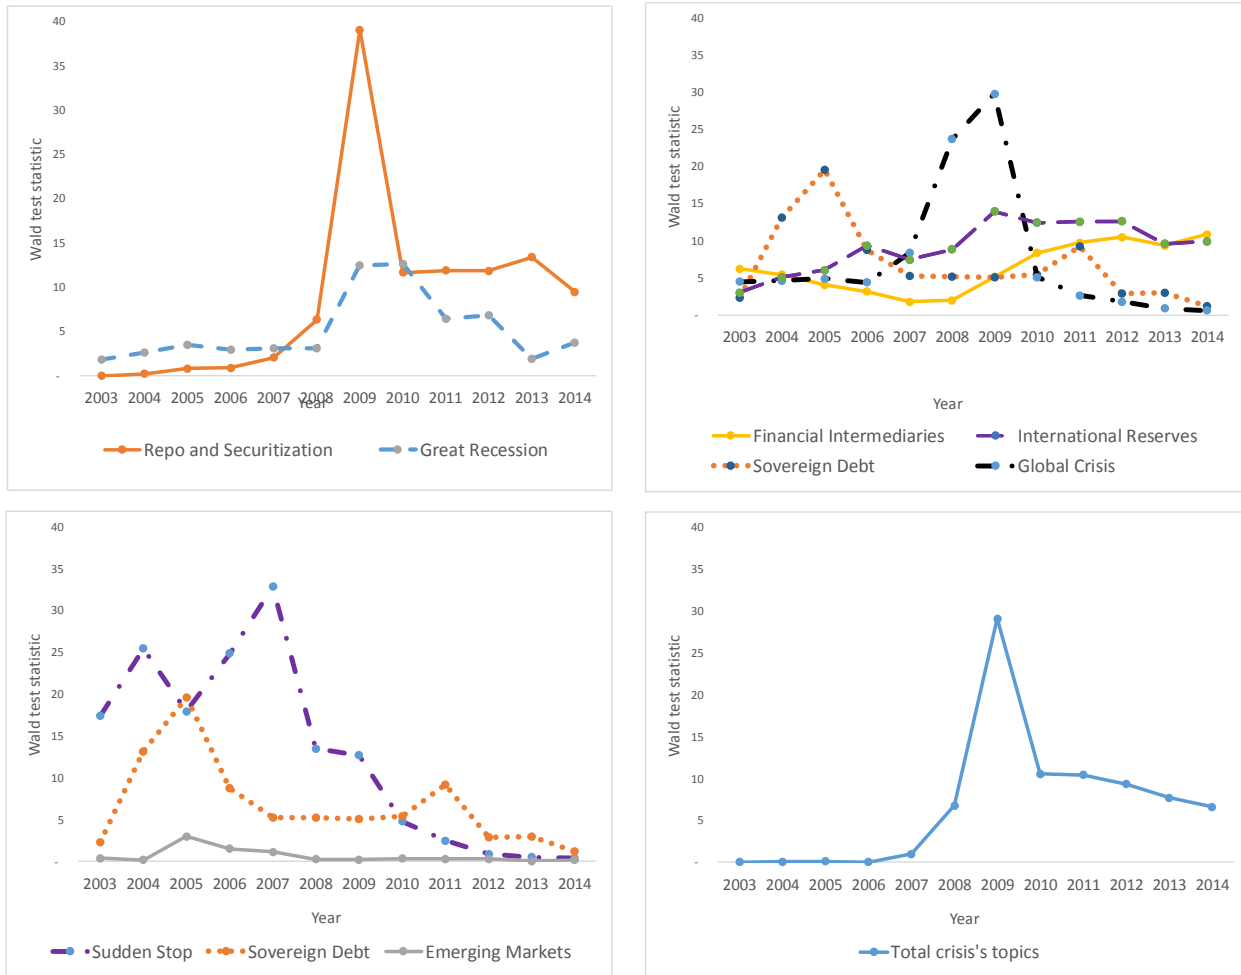 40
35
30
25
20
15
10
5
-
Wald test statistic
2003 2004 2005 2006 2007 2008 2009 2010 2011 2012 2013 2014
Year
Repo and Securitization Great Recession
40
35
30
25
20
15
10
5
-
Wald test statistic
2003 2004 2005 2006 2007 2008 2009 2010 2011 2012 2013 2014
Year
Financial Intermediaries International Reserves
Sovereign Debt Global Crisis
40
35
30
25
20
15
10
5
-
Wald test statistic
2003 2004 2005 2006 2007 2008 2009 2010 2011 2012 2013 2014
Year
Sudden Stop Sovereign Debt Emerging Markets
40
35
30
25
20
15
10
5
-
Wald test statistic
2003 2004 2005 2006 2007 2008 2009 2010 2011 2012 2013 2014
Year
Total crisis's topics